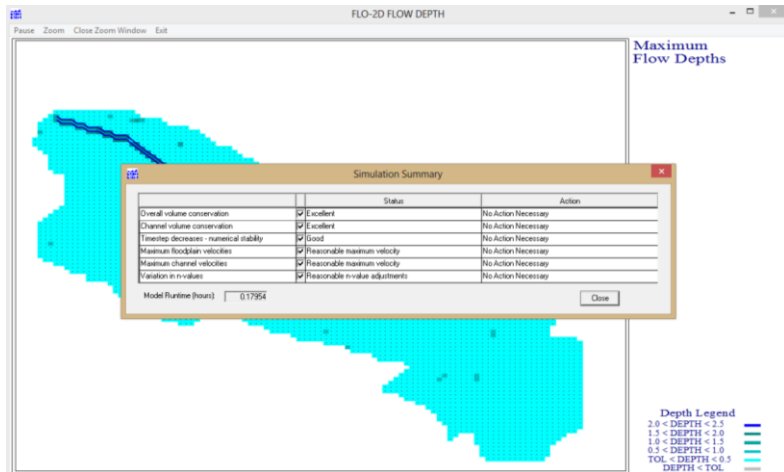 FLO-2D FLOW DEPTH
Pause Zoom Close Zoom Window Exit
Maximum
Flow Depths
Simulation Summary
Status Action
Overall volume conservation Excellent No Action Necessary
Channel volume conservation Excellent No Action Necessary
Timestep decreases - numerical stability Good No Action Necessary
Maximum floodplain velocities Reasonable maximum velocity No Action Necessary
Maximum channel velocities Reasonable maximum velocity No Action Necessary
Variation in n-values Reasonable n-value adjustments No Action Necessary
Model Runtime (hours): 0.17954
Close
Depth Legend
2.0 < DEPTH < 2.5
1.5 < DEPTH < 2.0
1.0 < DEPTH < 1.5
0.5 < DEPTH < 1.0
TOL < DEPTH < 0.5
DEPTH < TOL